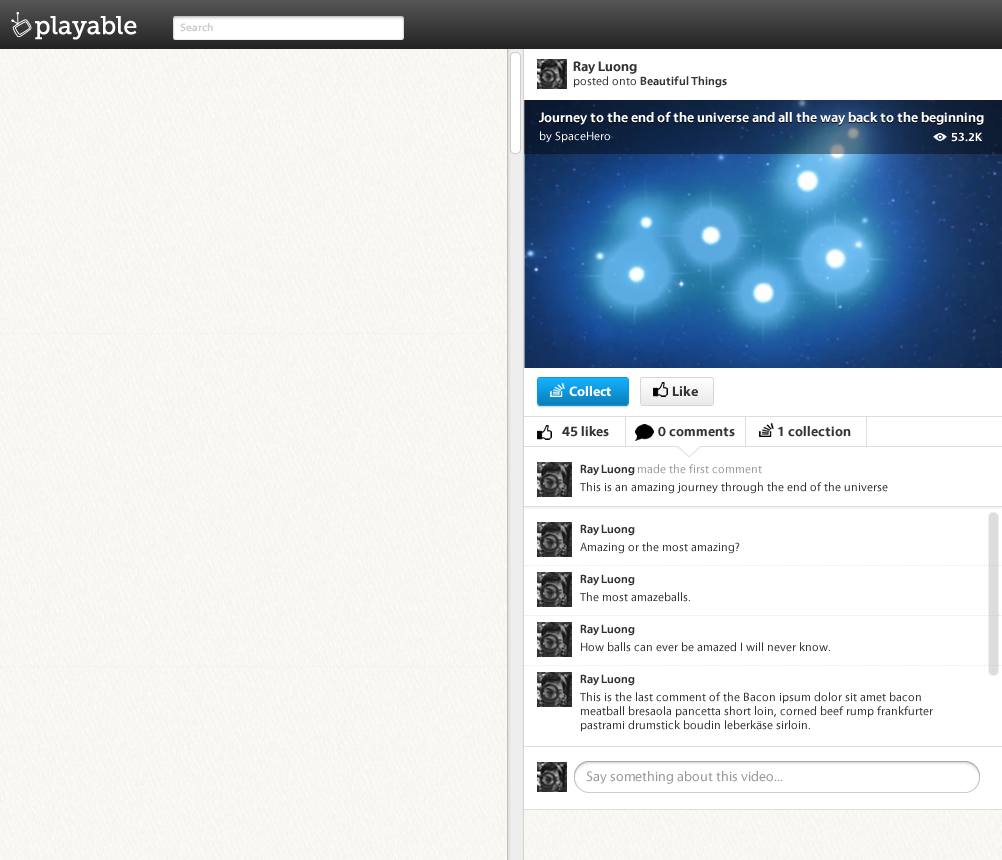 playable
Search
Ray Luong
posted onto Beautiful Things
Journey to the end of the universe and all the way back to the beginning
by SpaceHero
53.2K
Collect
Like
45 likes
0 comments
1 collection
Ray Luong made the first comment
This is an amazing journey through the end of the universe
Ray Luong
Amazing or the most amazing?
Ray Luong
The most amazeballs.
Ray Luong
How balls can ever be amazed I will never know.
Ray Luong
This is the last comment of the Bacon ipsum dolor sit amet bacon
meatball bresaola pancetta short loin, corned beef rump frankfurter
pastrami drumstick boudin leberkäse sirloin.
Say something about this video...